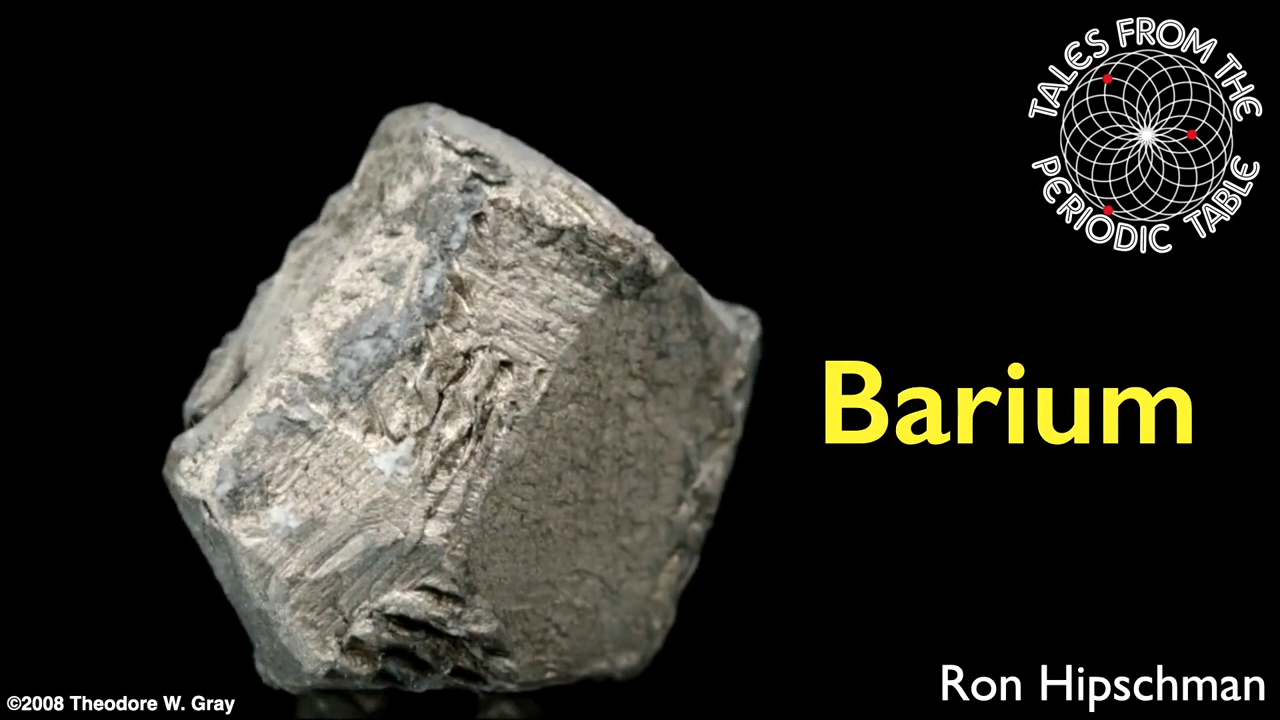 TALES FROM THE
PERIODIC TABLE
Barium
Ron Hipschman
©2008 Theodore W. Gray